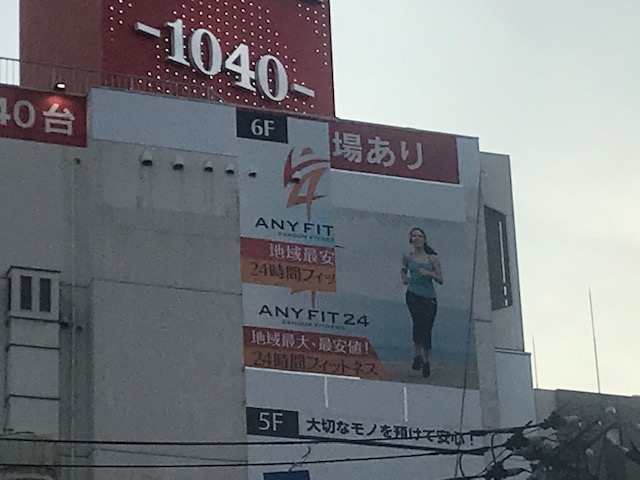 -1040-
40台
6F
場あり
ANY FIT
地域最安
24時間フィッ
ANY FIT 24
地域最大、最安値!
24時間フィットネス
5F
大切なモノを預けて安心!